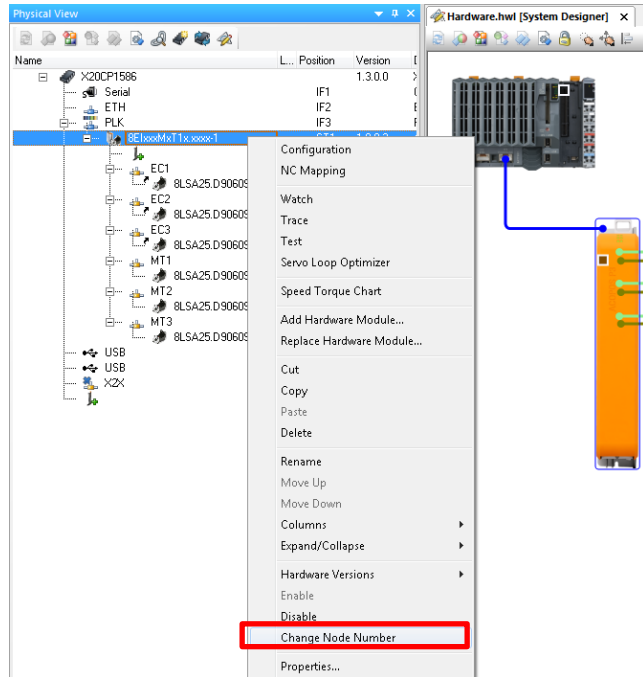 Physical View
Hardware.hwl [System Designer]
Name L... Position Version
X20CP1586 1.3.0.0
Serial IF1
ETH IF2
PLK IF3
8EIxxxMxT1x.xxxx-1
EC1
8LSA25.D9060S
EC2
8LSA25.D9060S
EC3
8LSA25.D9060S
MT1
8LSA25.D9060S
MT2
8LSA25.D9060S
MT3
8LSA25.D9060S
USB
USB
X2X
Configuration
NC Mapping
Watch
Trace
Test
Servo Loop Optimizer
Speed Torque Chart
Add Hardware Module...
Replace Hardware Module...
Cut
Copy
Paste
Delete
Rename
Move Up
Move Down
Columns
Expand/Collapse
Hardware Versions
Enable
Disable
Change Node Number
Properties...